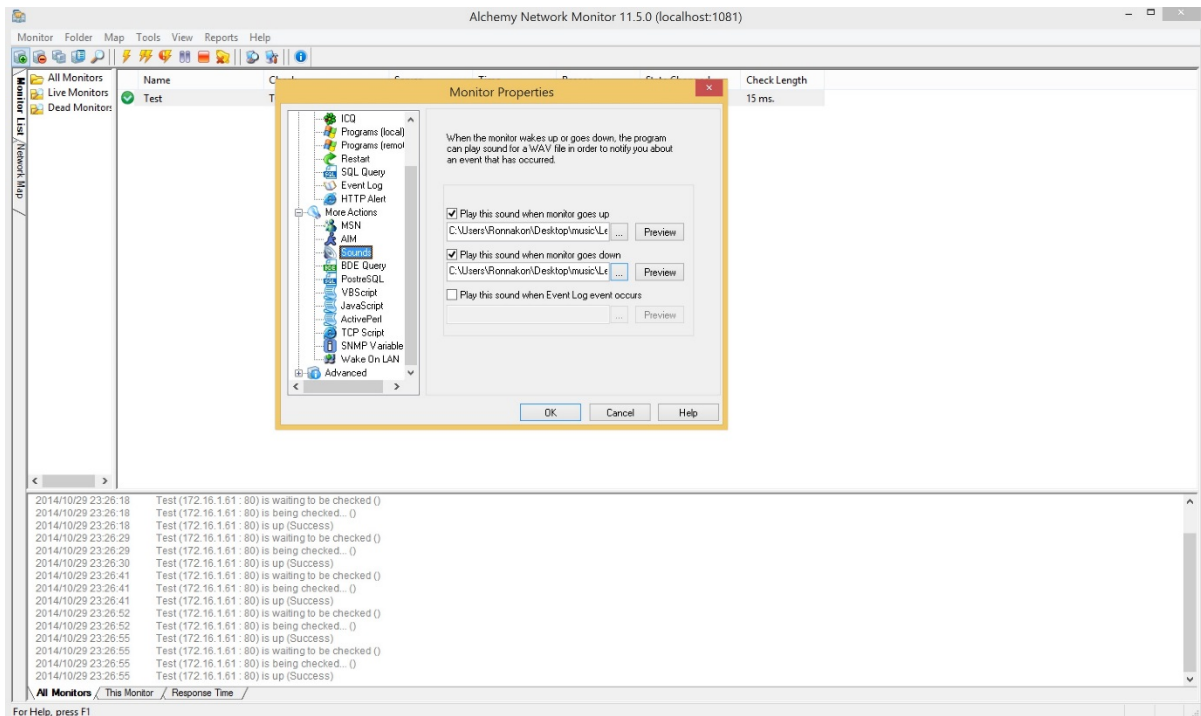 Alchemy Network Monitor 11.5.0 (localhost:1081)
Monitor Folder Map Tools View Reports Help
Monitor List
Network Map
All Monitors
Live Monitors
Dead Monitors
Name
Check Length
Test
15 ms.
Monitor Properties
ICQ
Programs (local)
Programs (remot
Restart
SQL Query
Event Log
HTTP Alert
More Actions
MSN
AIM
Sounds
BDE Query
PostreSQL
VBScript
JavaScript
ActivePerl
TCP Script
SNMP Variable
Wake On LAN
Advanced
When the monitor wakes up or goes down, the program
can play sound for a WAV file in order to notify you about
an event that has occurred.
Play this sound when monitor goes up
C:\Users\Ronnakon\Desktop\music\Le ... Preview
Play this sound when monitor goes down
C:\Users\Ronnakon\Desktop\music\Le ... Preview
Play this sound when Event Log event occurs
... Preview
OK Cancel Help
2014/10/29 23:26:18 Test (172.16.1.61 : 80) is waiting to be checked ()
2014/10/29 23:26:18 Test (172.16.1.61 : 80) is being checked... ()
2014/10/29 23:26:18 Test (172.16.1.61 : 80) is up (Success)
2014/10/29 23:26:29 Test (172.16.1.61 : 80) is waiting to be checked ()
2014/10/29 23:26:29 Test (172.16.1.61 : 80) is being checked... ()
2014/10/29 23:26:30 Test (172.16.1.61 : 80) is up (Success)
2014/10/29 23:26:41 Test (172.16.1.61 : 80) is waiting to be checked ()
2014/10/29 23:26:41 Test (172.16.1.61 : 80) is being checked... ()
2014/10/29 23:26:41 Test (172.16.1.61 : 80) is up (Success)
2014/10/29 23:26:52 Test (172.16.1.61 : 80) is waiting to be checked ()
2014/10/29 23:26:52 Test (172.16.1.61 : 80) is being checked... ()
2014/10/29 23:26:55 Test (172.16.1.61 : 80) is up (Success)
2014/10/29 23:26:55 Test (172.16.1.61 : 80) is waiting to be checked ()
2014/10/29 23:26:55 Test (172.16.1.61 : 80) is being checked... ()
2014/10/29 23:26:55 Test (172.16.1.61 : 80) is up (Success)
All Monitors This Monitor Response Time
For Help, press F1